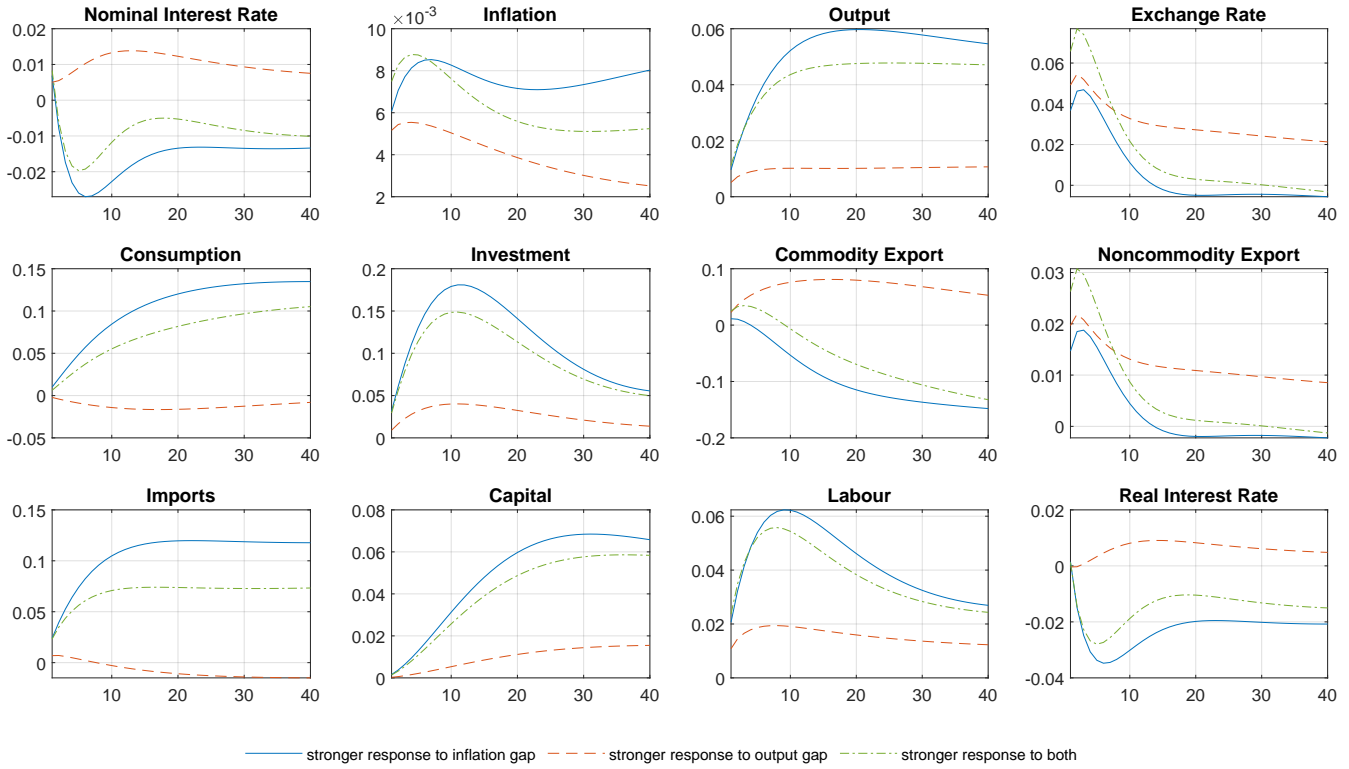 Nominal Interest Rate
0.02
0.01
0
-0.01
-0.02
10 20 30 40
Inflation
×10⁻³
10
8
6
4
2
10 20 30 40
Output
0.06
0.04
0.02
0
10 20 30 40
Exchange Rate
0.06
0.04
0.02
0
10 20 30 40
Consumption
0.15
0.1
0.05
0
-0.05
10 20 30 40
Investment
0.2
0.15
0.1
0.05
0
10 20 30 40
Commodity Export
0.1
0
-0.1
-0.2
10 20 30 40
Noncommodity Export
0.03
0.02
0.01
0
10 20 30 40
Imports
0.15
0.1
0.05
0
10 20 30 40
Capital
0.08
0.06
0.04
0.02
0
10 20 30 40
Labour
0.06
0.04
0.02
0
10 20 30 40
Real Interest Rate
0.02
0
-0.02
-0.04
10 20 30 40
stronger response to inflation gap stronger response to output gap stronger response to both